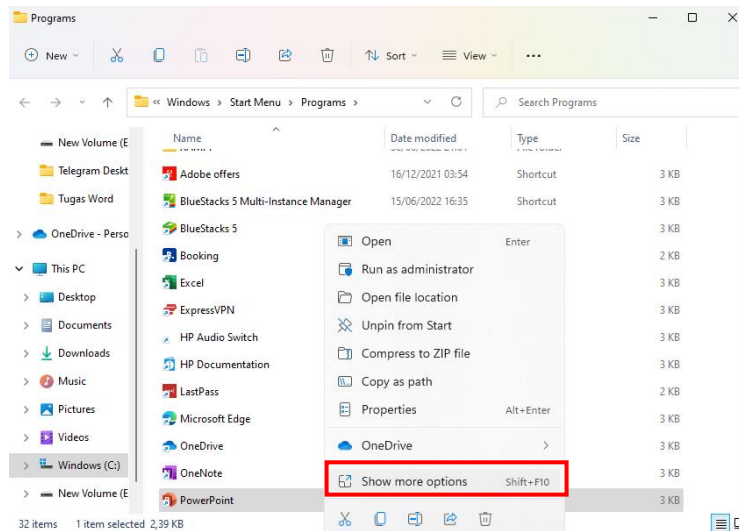 Programs
New
Sort
View
« Windows › Start Menu › Programs ›
Search Programs
Name
Date modified
Type
Size
New Volume (E
Telegram Deskt
Tugas Word
OneDrive - Perso
This PC
Desktop
Documents
Downloads
Music
Pictures
Videos
Windows (C:)
New Volume (E
Adobe offers 16/12/2021 03:54 Shortcut 3 KB
BlueStacks 5 Multi-Instance Manager 15/06/2022 16:35 Shortcut 3 KB
BlueStacks 5 3 KB
Booking 2 KB
Excel 3 KB
ExpressVPN 3 KB
HP Audio Switch 3 KB
HP Documentation 3 KB
LastPass 2 KB
Microsoft Edge 3 KB
OneDrive 3 KB
OneNote 3 KB
PowerPoint 3 KB
Open Enter
Run as administrator
Open file location
Unpin from Start
Compress to ZIP file
Copy as path
Properties Alt+Enter
OneDrive
Show more options Shift+F10
32 items 1 item selected 2,39 KB